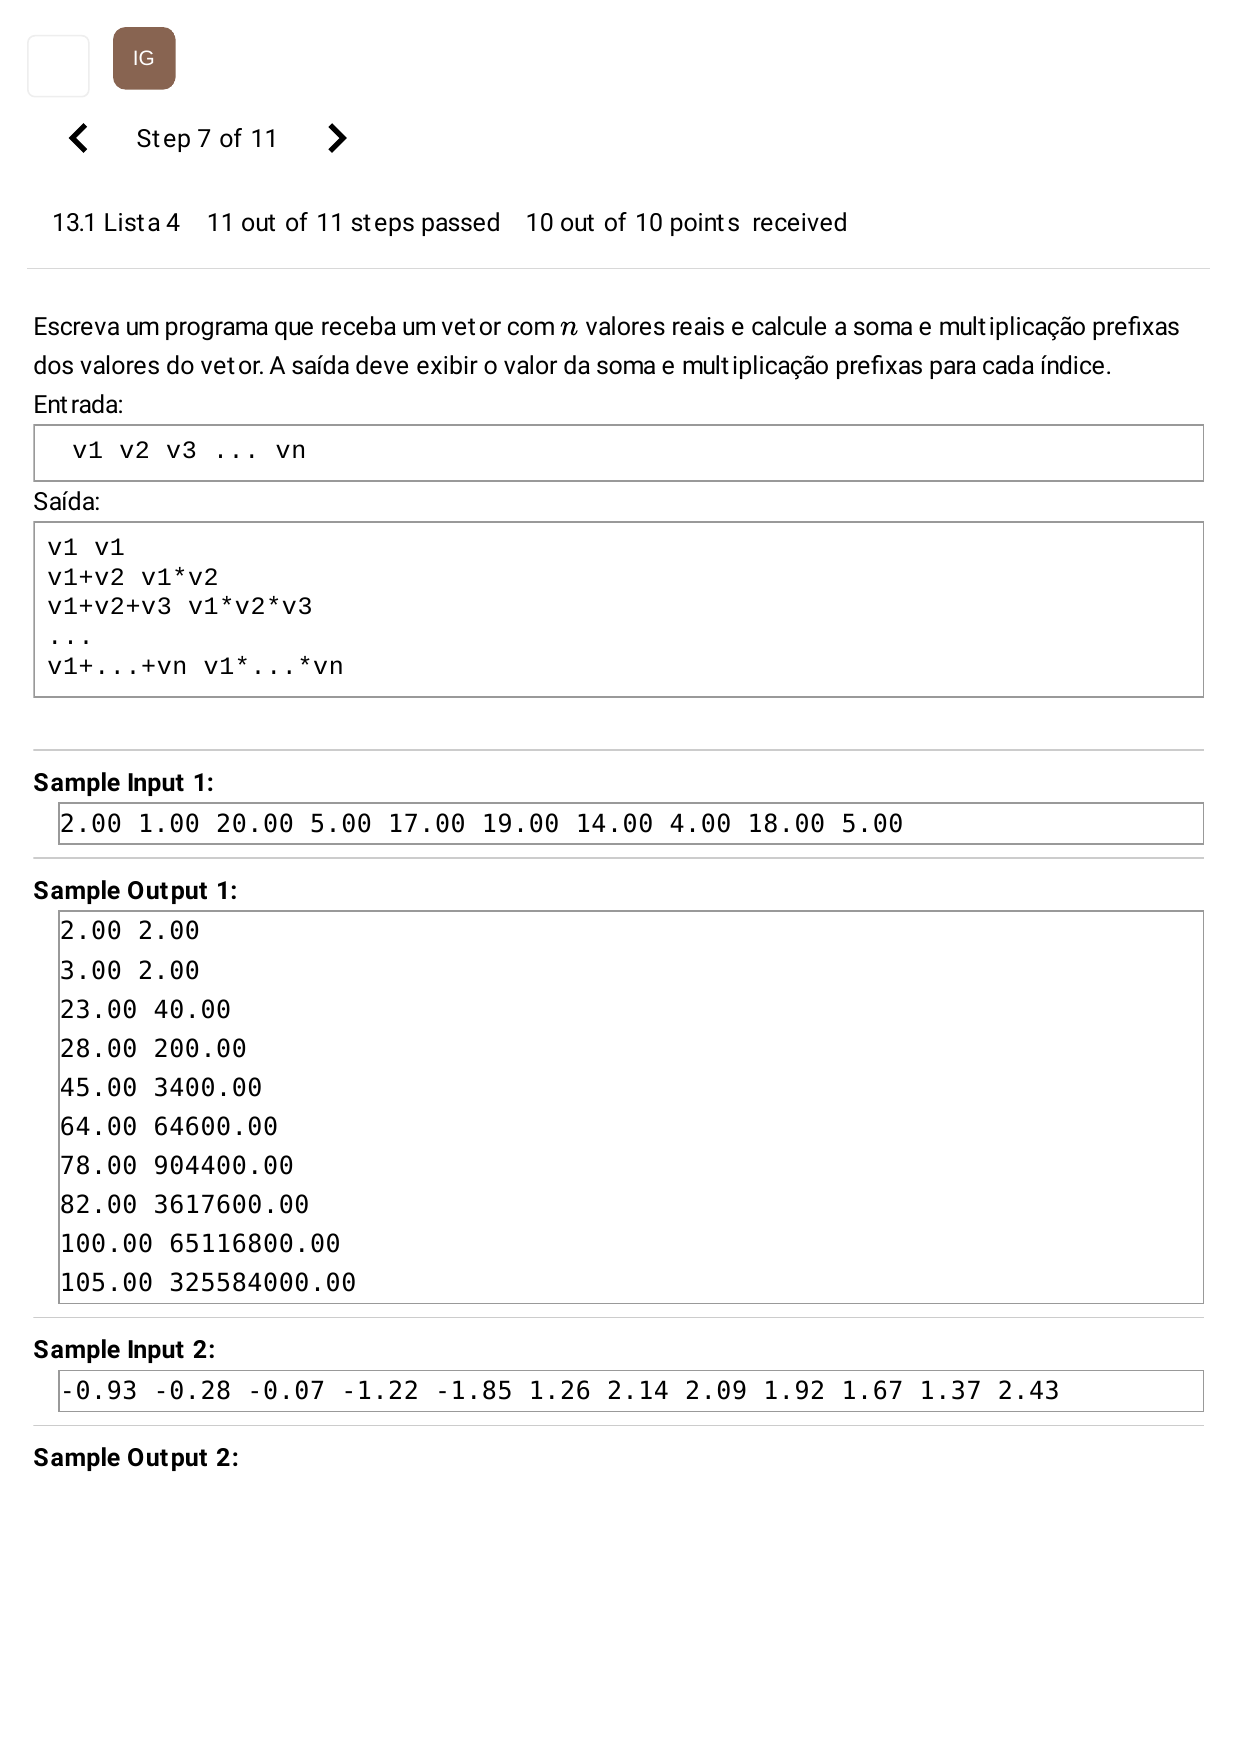 IG
Step 7 of 11
13.1 Lista 4 11 out of 11 steps passed 10 out of 10 points received
Escreva um programa que receba um vetor com n valores reais e calcule a soma e multiplicação prefixas
dos valores do vetor. A saída deve exibir o valor da soma e multiplicação prefixas para cada índice.
Entrada:
v1 v2 v3 ... vn
Saída:
v1 v1
v1+v2 v1*v2
v1+v2+v3 v1*v2*v3
...
v1+...+vn v1*...*vn
Sample Input 1:
2.00 1.00 20.00 5.00 17.00 19.00 14.00 4.00 18.00 5.00
Sample Output 1:
2.00 2.00
3.00 2.00
23.00 40.00
28.00 200.00
45.00 3400.00
64.00 64600.00
78.00 904400.00
82.00 3617600.00
100.00 65116800.00
105.00 325584000.00
Sample Input 2:
-0.93 -0.28 -0.07 -1.22 -1.85 1.26 2.14 2.09 1.92 1.67 1.37 2.43
Sample Output 2: